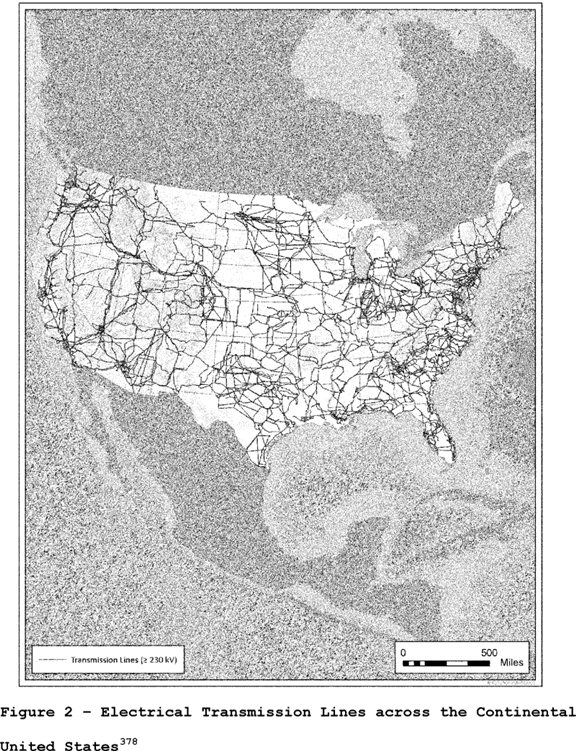 Transmission Lines (≥ 230 kV)
0 500
Miles
Figure 2 – Electrical Transmission Lines across the Continental
United States378